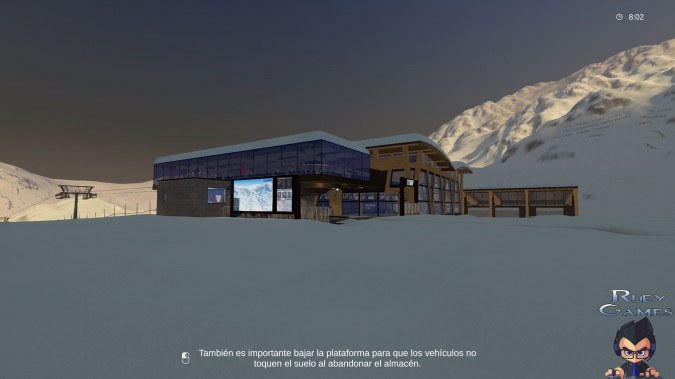 8:02
RUEY
GAMES
También es importante bajar la plataforma para que los vehículos no
toquen el suelo al abandonar el almacén.